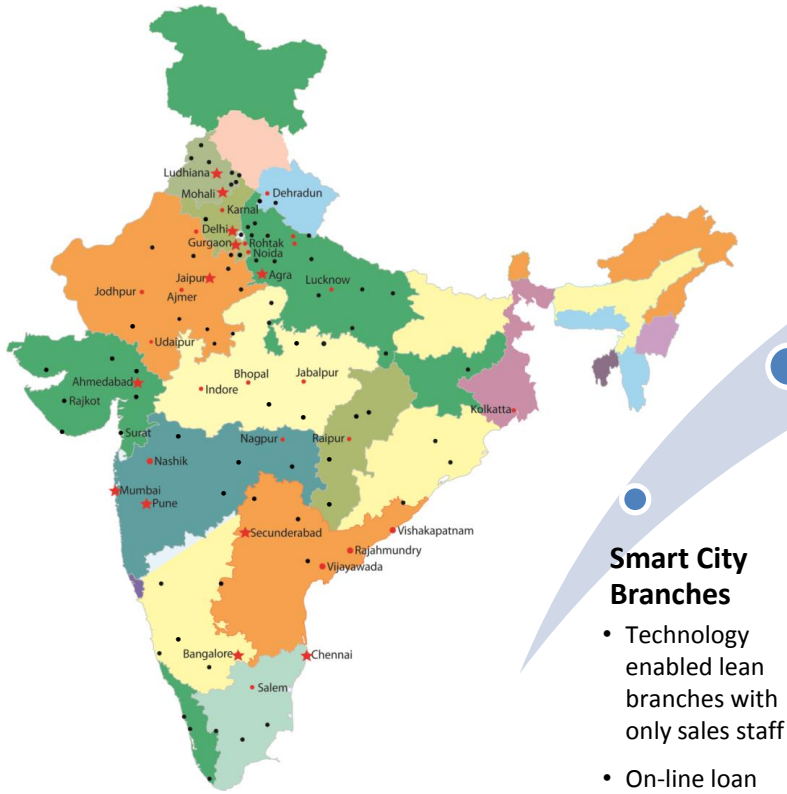 Ludhiana
Mohali
Dehradun
Karnal
Delhi
Gurgaon
Rohtak
Noida
Jaipur
Agra
Jodhpur
Ajmer
Lucknow
Udaipur
Ahmedabad
Bhopal
Jabalpur
Indore
Rajkot
Kolkatta
Surat
Nagpur
Raipur
Nashik
Mumbai
Pune
Secunderabad
Vishakapatnam
Rajahmundry
Vijayawada
Bangalore
Chennai
Salem
Smart City
Branches
• Technology
enabled lean
branches with
only sales staff
• On-line loan